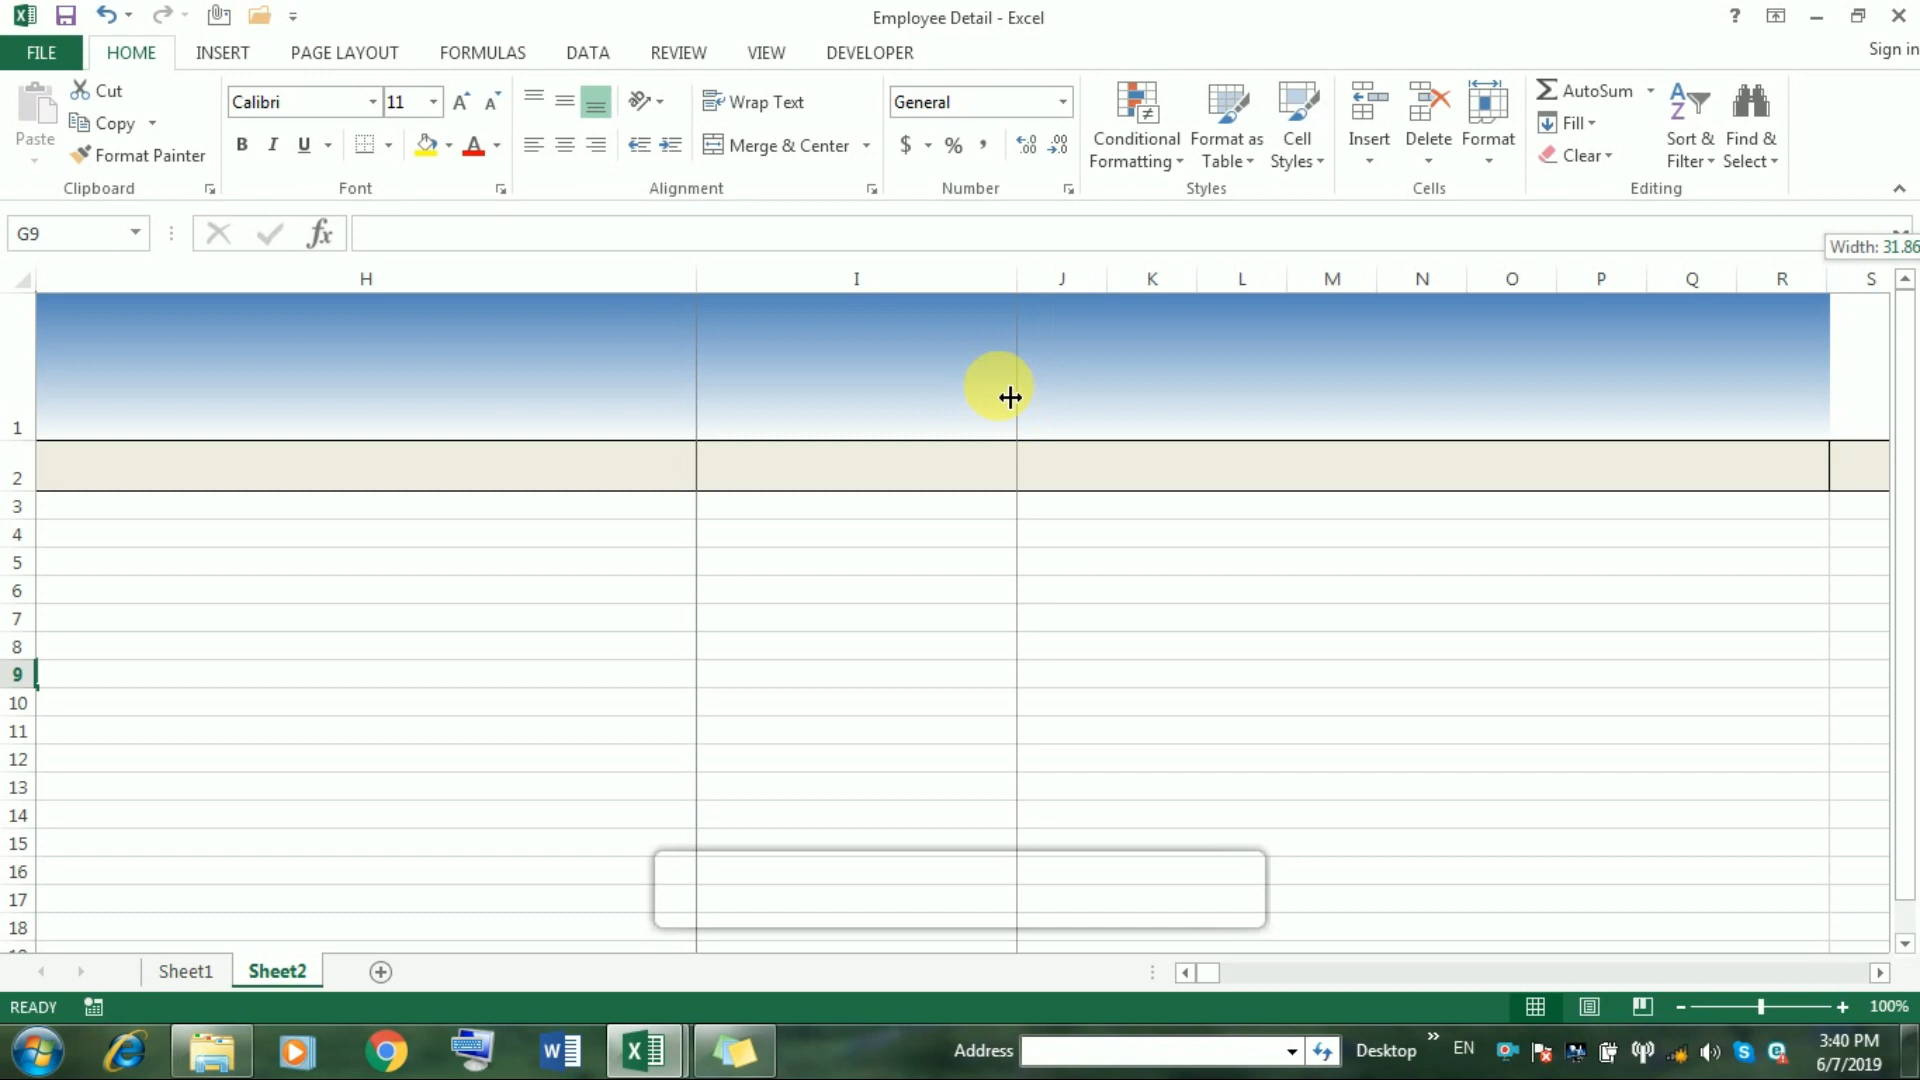 Employee Detail - Excel
?
Sign in
FILE HOME INSERT PAGE LAYOUT FORMULAS DATA REVIEW VIEW DEVELOPER
Paste
Cut
Copy
Format Painter
Clipboard
Calibri 11
B I U A
Font
Wrap Text
Merge & Center
Alignment
General
$ % ,
Number
Conditional Formatting
Format as Table
Cell Styles
Styles
Insert
Delete
Format
Cells
AutoSum
Fill
Clear
Sort & Filter
Find & Select
Editing
G9
fx
Width: 31.86
H I J K L M N O P Q R S
1
2
3
4
5
6
7
8
9
10
11
12
13
14
15
16
17
18
Sheet1 Sheet2
READY
100%
Address
Desktop
EN
3:40 PM
6/7/2019